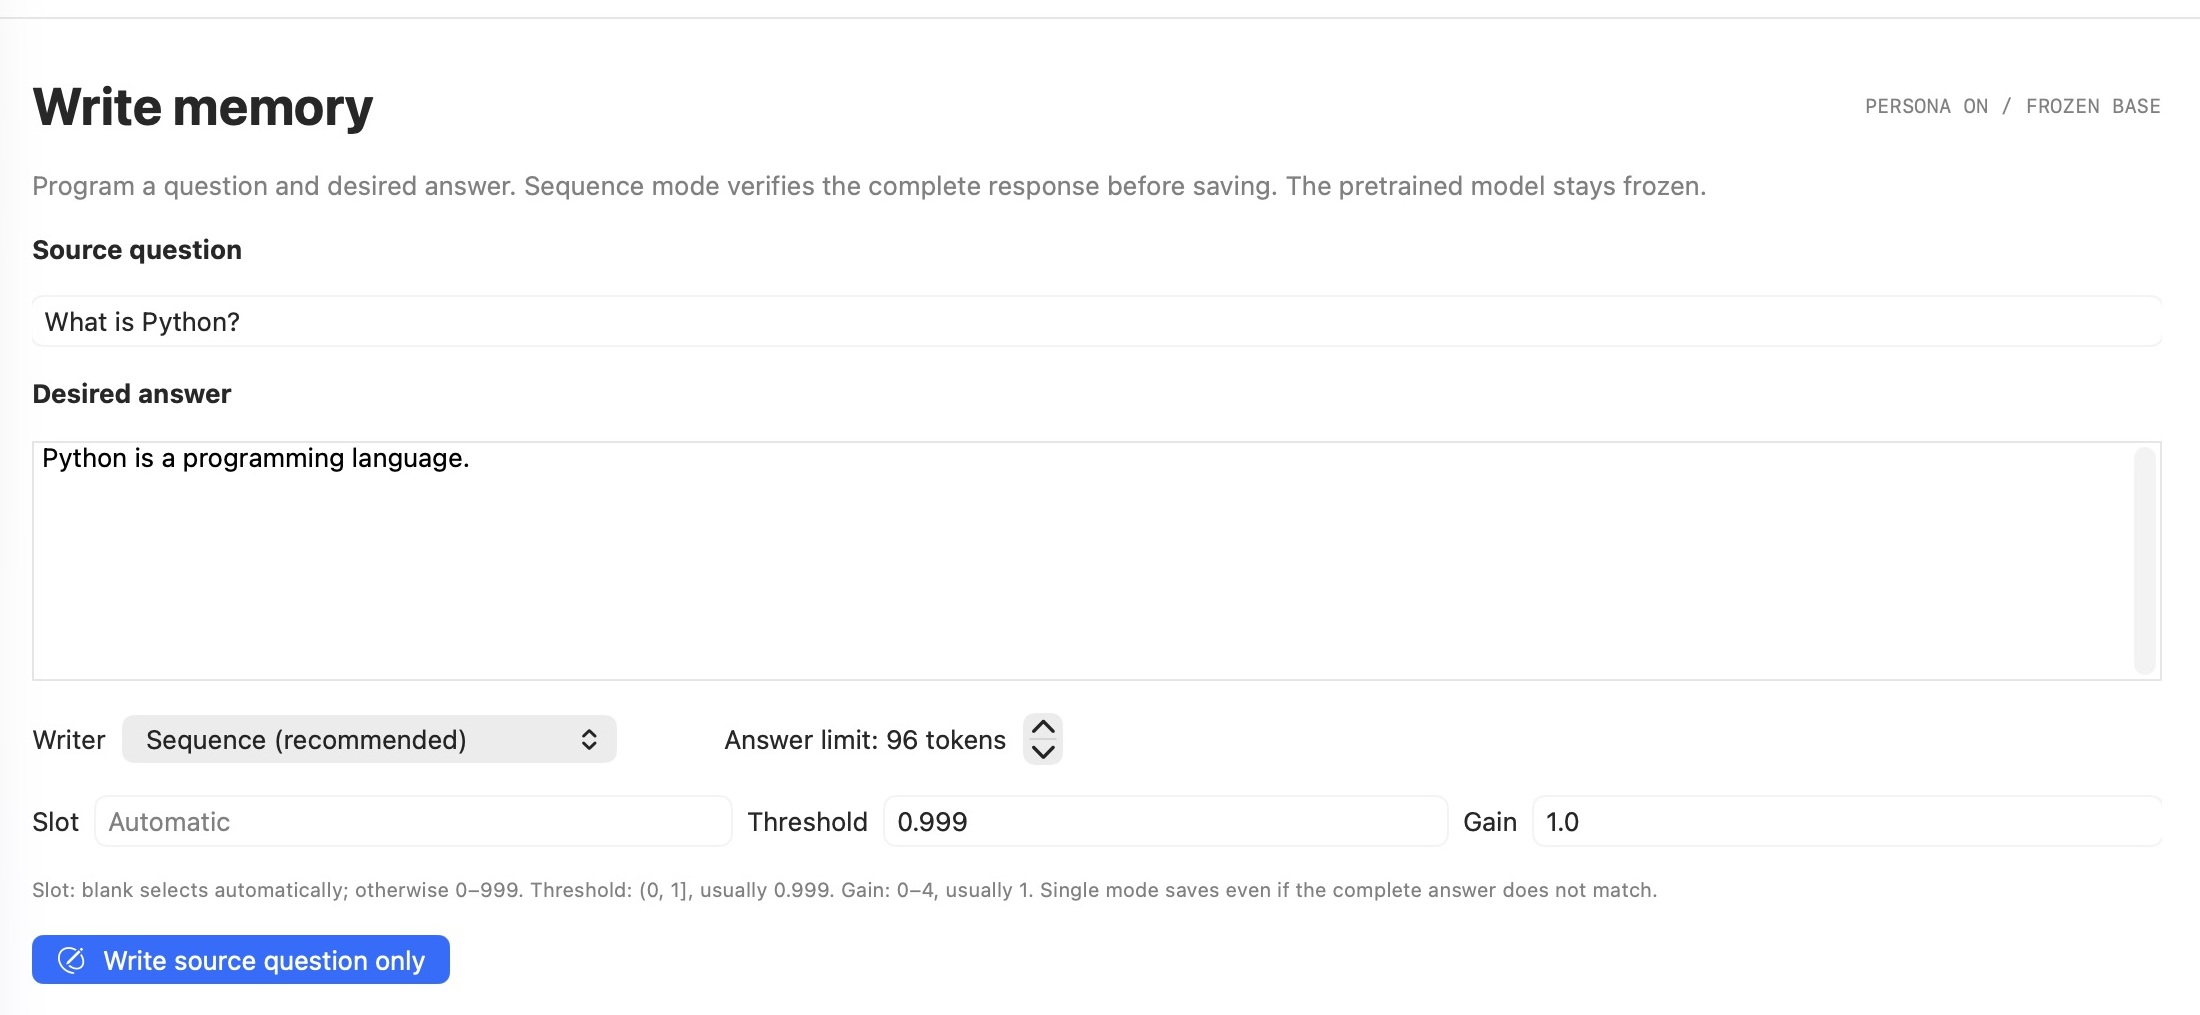 Write memory
PERSONA ON / FROZEN BASE
Program a question and desired answer. Sequence mode verifies the complete response before saving. The pretrained model stays frozen.
Source question
What is Python?
Desired answer
Python is a programming language.
Writer Sequence (recommended) Answer limit: 96 tokens
Slot Automatic Threshold 0.999 Gain 1.0
Slot: blank selects automatically; otherwise 0–999. Threshold: (0, 1], usually 0.999. Gain: 0–4, usually 1. Single mode saves even if the complete answer does not match.
Write source question only